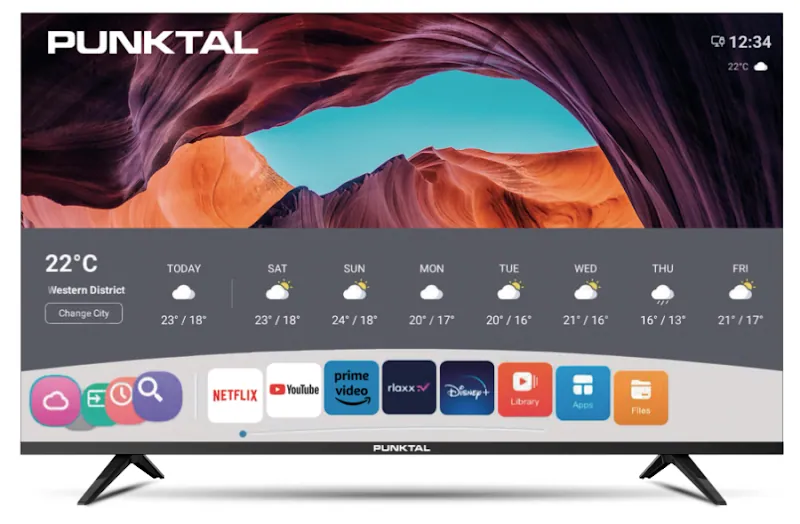 PUNKTAL
12:34
22°C
22°C
Western District
Change City
TODAY SAT SUN MON TUE WED THU FRI
23° / 18° 23° / 18° 24° / 18° 20° / 17° 20° / 16° 21° / 16° 16° / 13° 21° / 17°
NETFLIX YouTube prime video rlaxx Disney+ Library Apps Files
PUNKTAL